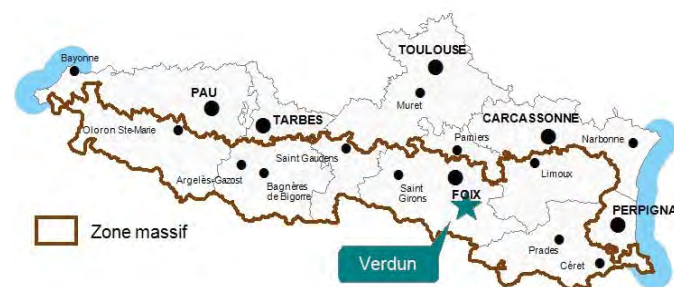 TOULOUSE
Bayonne
Muret
PAU
TARBES
CARCASSONNE
Narbonne
Oloron Ste-Marie
Pamiers
Saint Gaudens
Limoux
Argelès-Gazost
Bagnères
de Bigorre
Saint
Girons
FOIX
PERPIGNA
Zone massif
Verdun
Prades
Céret